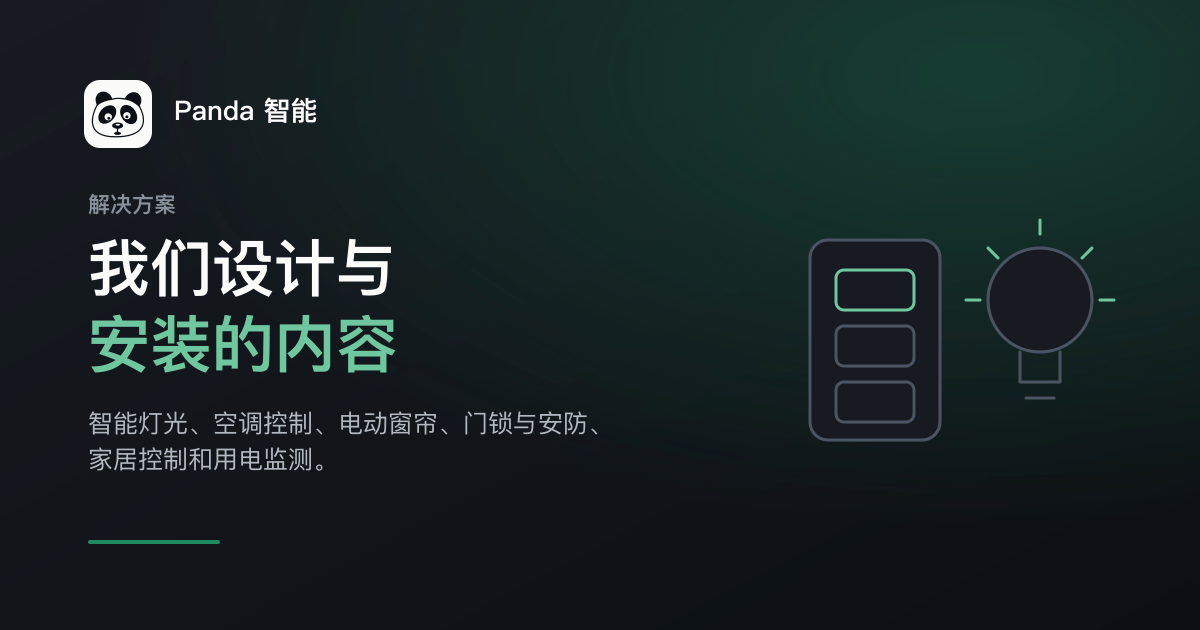 Panda 智能
解决方案
我们设计与
安装的内容
智能灯光、空调控制、电动窗帘、门锁与安防、
家居控制和用电监测。